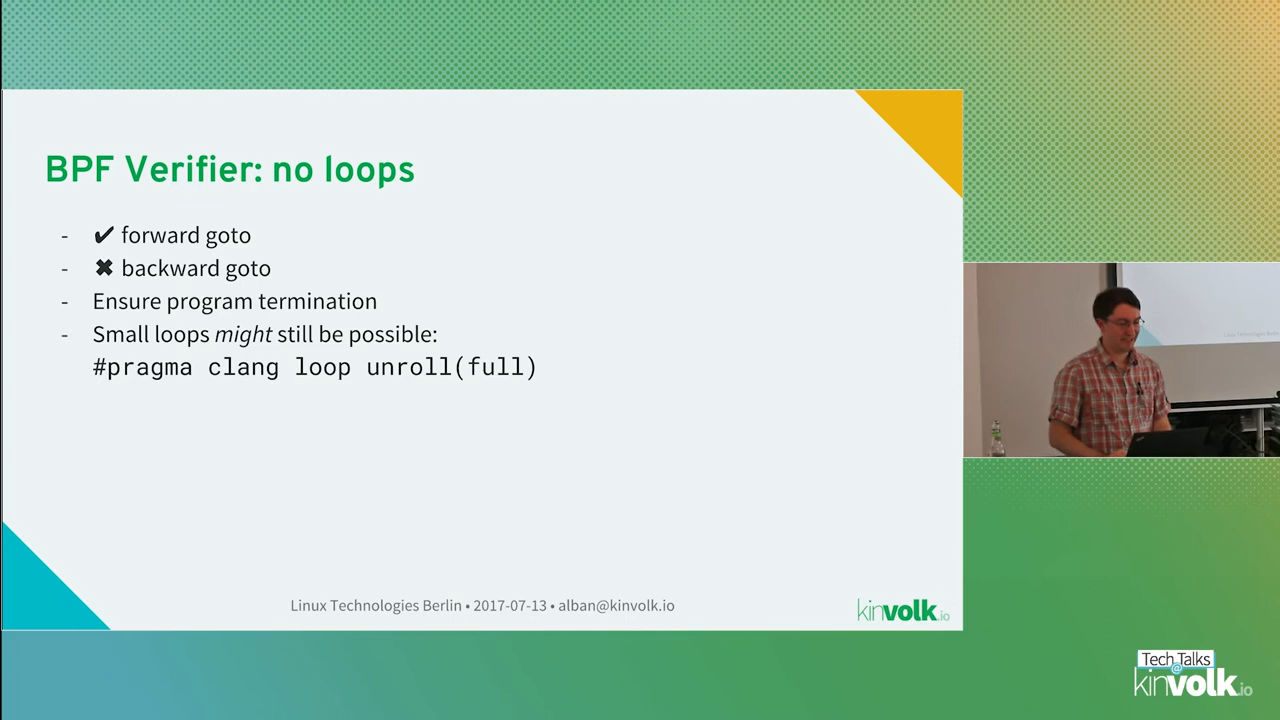 BPF Verifier: no loops
- ✔ forward goto
- ✖ backward goto
- Ensure program termination
- Small loops might still be possible:
#pragma clang loop unroll(full)
Linux Technologies Berlin • 2017-07-13 • alban@kinvolk.io
kinvolk.io
Tech Talks
@
kinvolk.io